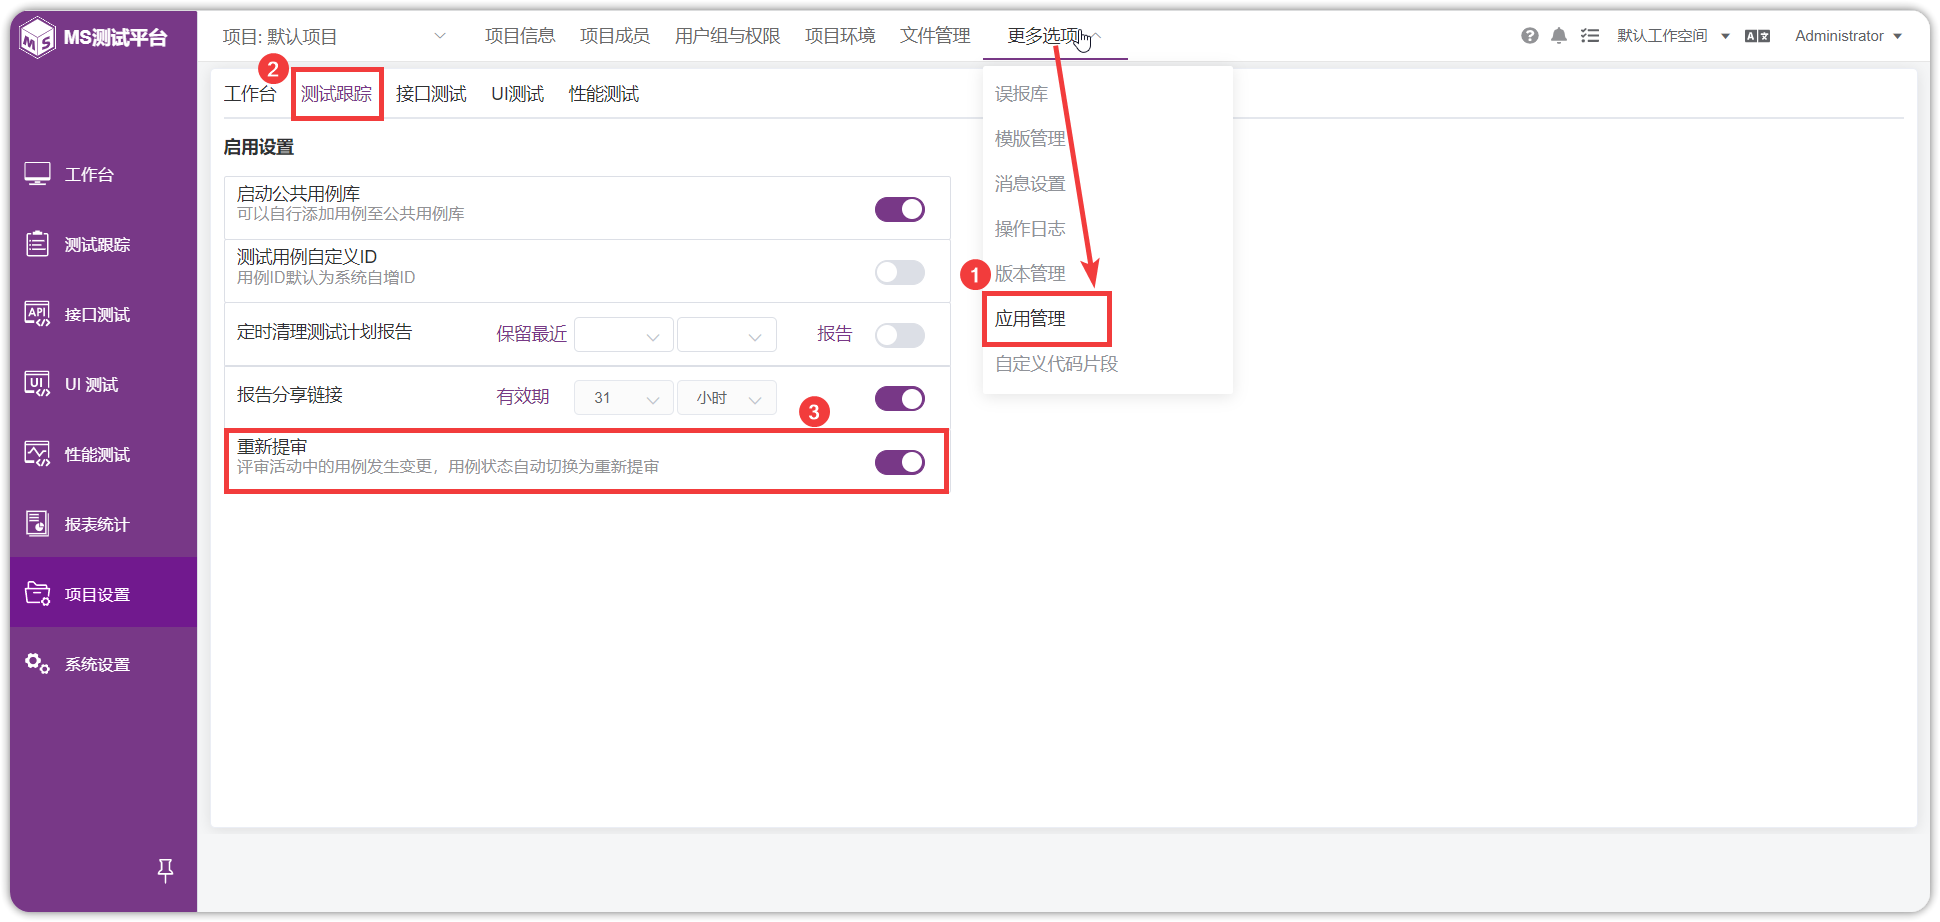 MS测试平台
项目: 默认项目
项目信息 项目成员 用户组与权限 项目环境 文件管理 更多选项
默认工作空间 Administrator
工作台 测试跟踪 接口测试 UI测试 性能测试
2
启用设置
启动公共用例库
可以自行添加用例至公共用例库
测试用例自定义ID
用例ID默认为系统自增ID
定时清理测试计划报告 保留最近 报告
报告分享链接 有效期 31 小时
3
重新提审
评审活动中的用例发生变更，用例状态自动切换为重新提审
误报库
模版管理
消息设置
操作日志
1
版本管理
应用管理
自定义代码片段
工作台
测试跟踪
API 接口测试
UI UI 测试
性能测试
报表统计
项目设置
系统设置